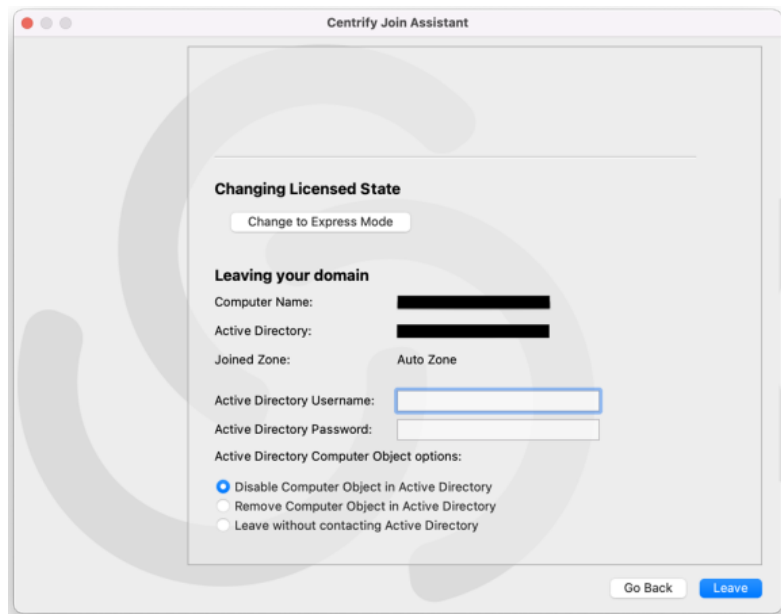 Centrify Join Assistant
Changing Licensed State
Change to Express Mode
Leaving your domain
Computer Name:
Active Directory:
Joined Zone: Auto Zone
Active Directory Username:
Active Directory Password:
Active Directory Computer Object options:
Disable Computer Object in Active Directory
Remove Computer Object in Active Directory
Leave without contacting Active Directory
Go Back Leave